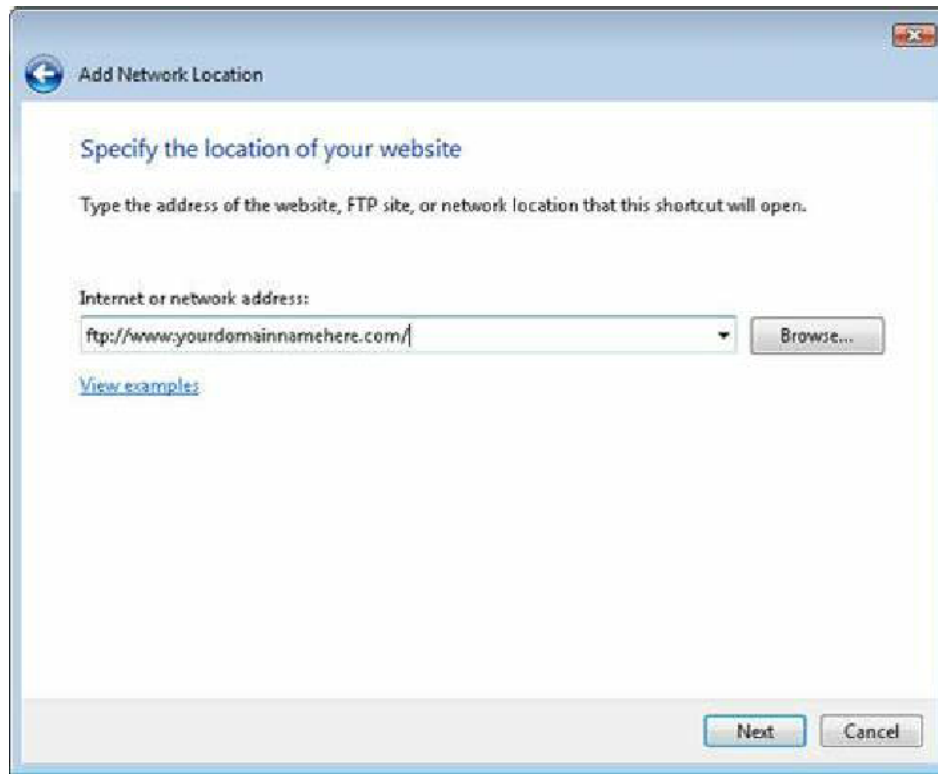 Add Network Location
Specify the location of your website
Type the address of the website, FTP site, or network location that this shortcut will open.
Internet or network address:
ftp://www.yourdomainnamehere.com/
Browse...
View examples
Next
Cancel